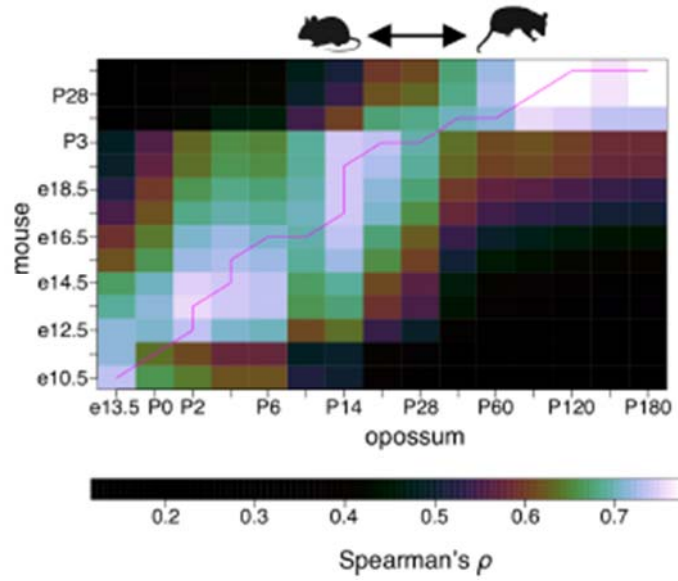 P28
P3
e18.5
e16.5
e14.5
e12.5
e10.5
mouse
e13.5 P0 P2 P6 P14 P28 P60 P120 P180
opossum
0.2 0.3 0.4 0.5 0.6 0.7
Spearman's ρ